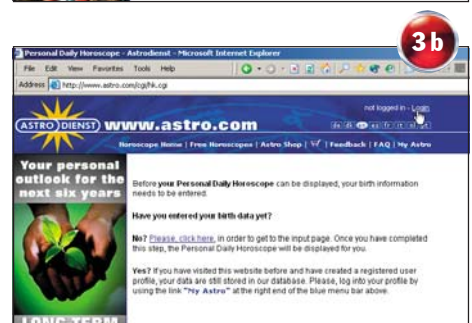 3b
Personal Daily Horoscope - Astrodienst - Microsoft Internet Explorer
File Edit View Favorites Tools Help
Address http://www.astro.com/cgi/hk.cgi
not logged in - Login
ASTRO DIENST www.astro.com
Horoscope Home | Free Horoscopes | Astro Shop | | Feedback | FAQ | My Astro
Your personal
outlook for the
next six years
Before your Personal Daily Horoscope can be displayed, your birth information
needs to be entered.
Have you entered your birth data yet?
No? Please, click here, in order to get to the input page. Once you have completed
this step, the Personal Daily Horoscope will be displayed for you.
Yes? If you have visited this website before and have created a registered user
profile, your data are still stored in our database. Please, log into your profile by
using the link "My Astro" at the right end of the blue menu bar above.
LONG TERM